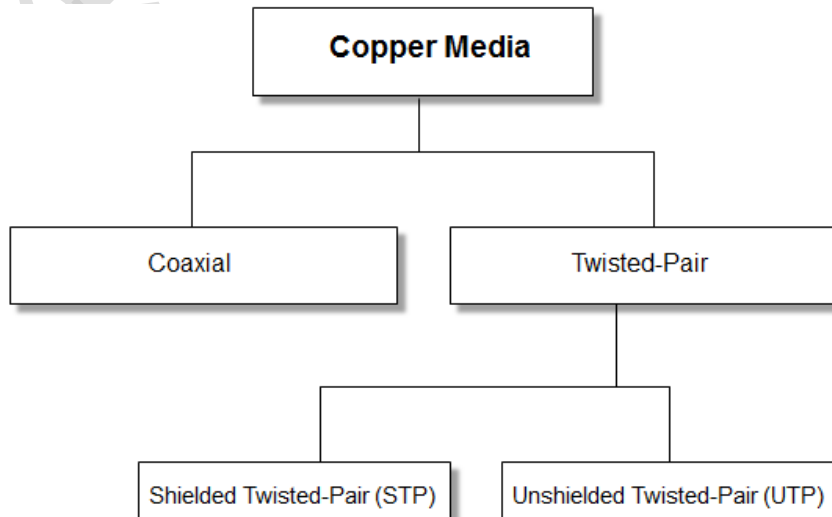 Copper Media
Coaxial
Twisted-Pair
Shielded Twisted-Pair (STP)
Unshielded Twisted-Pair (UTP)